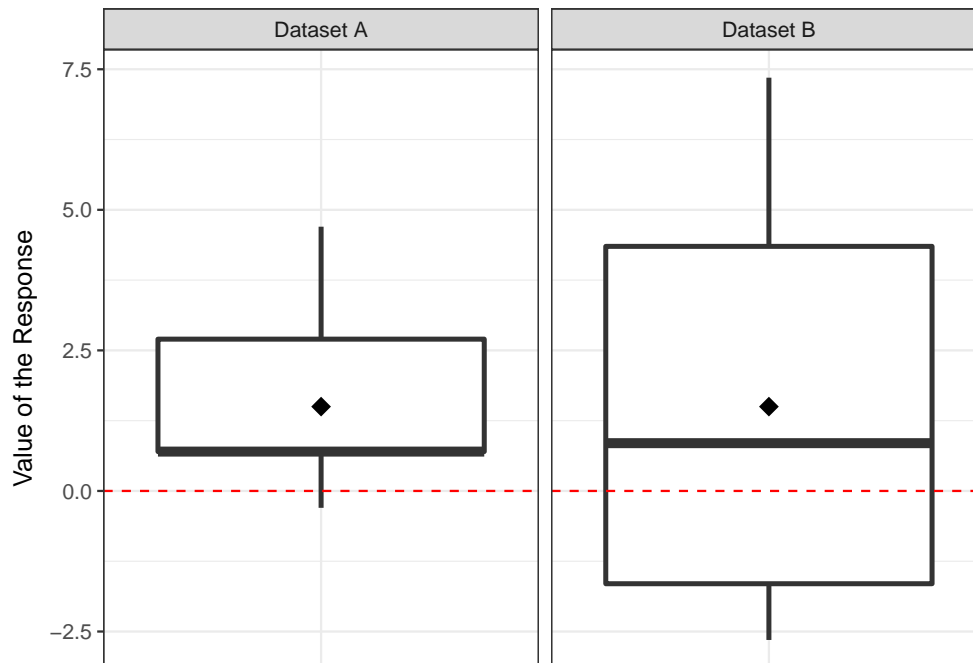 Dataset A
Dataset B
Value of the Response
7.5
5.0
2.5
0.0
−2.5